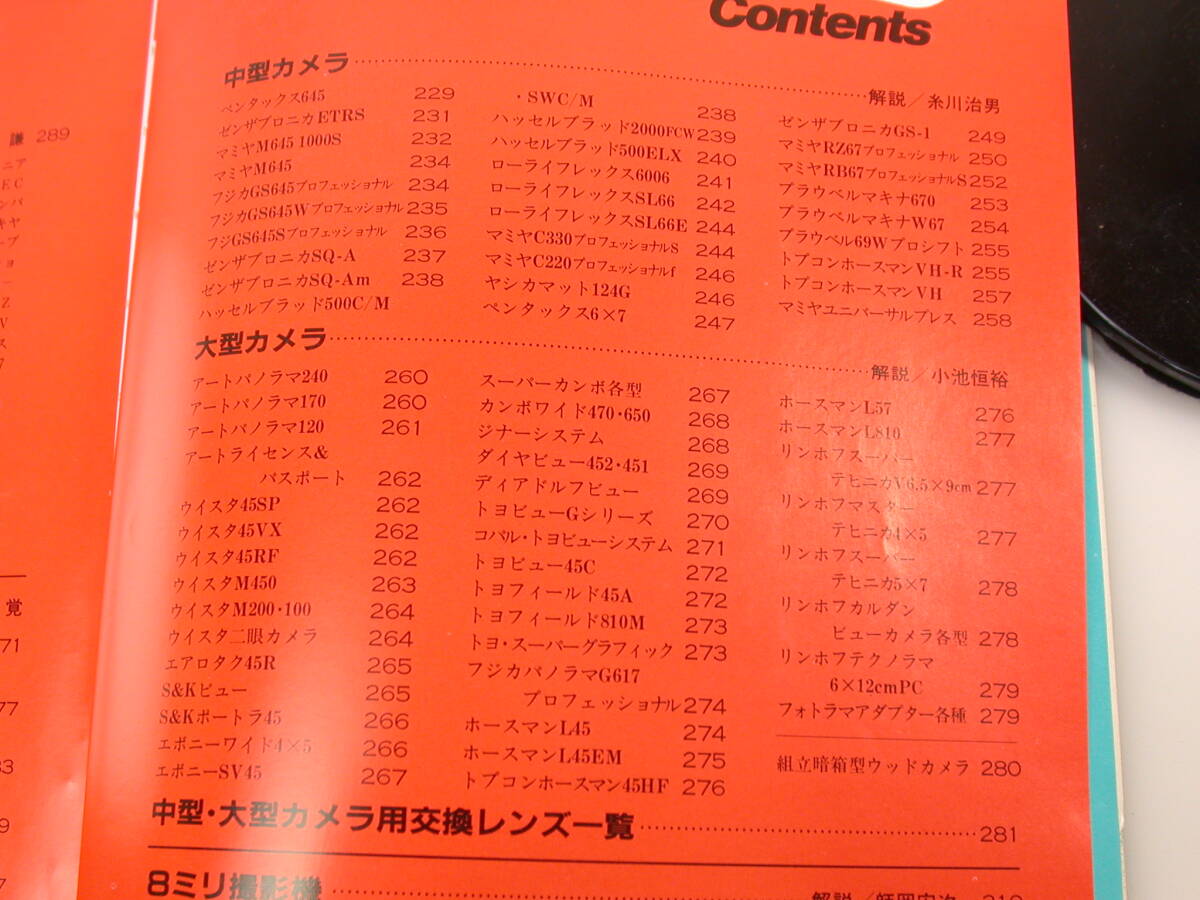 Contents
中型カメラ 解説／糸川治男
ペンタックス645 229
ゼンザブロニカETRS 231
マミヤM645 1000S 232
マミヤM645 234
フジカGS645プロフェッショナル 234
フジカGS645Wプロフェッショナル 235
フジGS645Sプロフェッショナル 236
ゼンザブロニカSQ-A 237
ゼンザブロニカSQ-Am 238
ハッセルブラッド500C/M
・SWC/M 238
ハッセルブラッド2000FCW 239
ハッセルブラッド500ELX 240
ローライフレックス6006 241
ローライフレックスSL66 242
ローライフレックスSL66E 244
マミヤC330プロフェッショナルS 244
マミヤC220プロフェッショナルf 246
ヤシカマット124G 246
ペンタックス6×7 247
ゼンザブロニカGS-1 249
マミヤRZ67プロフェッショナル 250
マミヤRB67プロフェッショナルS 252
プラウベルマキナ670 253
プラウベルマキナW67 254
プラウベル69Wプロシフト 255
トプコンホースマンVH-R 255
トプコンホースマンVH 257
マミヤユニバーサルプレス 258
大型カメラ 解説／小池恒裕
アートパノラマ240 260
アートパノラマ170 260
アートパノラマ120 261
アートライセンス&
パスポート 262
ウイスタ45SP 262
ウイスタ45VX 262
ウイスタ45RF 262
ウイスタM450 263
ウイスタM200・100 264
ウイスタ二眼カメラ 264
エアロタク45R 265
S&Kビュー 265
S&Kポートラ45 266
エボニーワイド4×5 266
エボニーSV45 267
スーパーカンボ各型 267
カンボワイド470・650 268
ジナーシステム 268
ダイヤビュー452・451 269
ディアドルフビュー 269
トヨビューGシリーズ 270
コパル・トヨビューシステム 271
トヨビュー45C 272
トヨフィールド45A 272
トヨフィールド810M 273
トヨ・スーパーグラフィック 273
フジカパノラマG617
プロフェッショナル 274
ホースマンL45 274
ホースマンL45EM 275
トプコンホースマン45HF 276
ホースマンL57 276
ホースマンL810 277
リンホフスーパー
テヒニカV6.5×9cm 277
リンホフマスター
テヒニカ4×5 277
リンホフスーパー
テヒニカ5×7 278
リンホフカルダン
ビューカメラ各型 278
リンホフテクノラマ
6×12cmPC 279
フォトラマアダプター各種 279
組立暗箱型ウッドカメラ 280
中型・大型カメラ用交換レンズ一覧 281
8ミリ撮影機
謙 289
覚